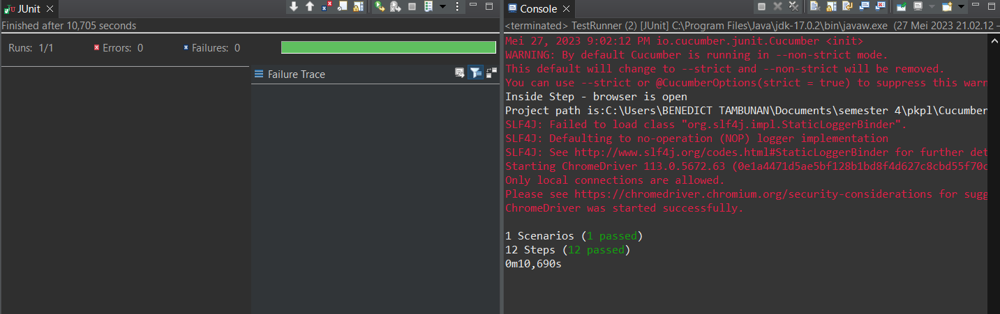 JUnit
Finished after 10,705 seconds
Runs: 1/1 Errors: 0 Failures: 0
Failure Trace
Console
<terminated> TestRunner (2) [JUnit] C:\Program Files\Java\jdk-17.0.2\bin\javaw.exe (27 Mei 2023 21.02.12 –
Mei 27, 2023 9:02:12 PM io.cucumber.junit.Cucumber <init>
WARNING: By default Cucumber is running in --non-strict mode.
This default will change to --strict and --non-strict will be removed.
You can use --strict or @CucumberOptions(strict = true) to suppress this warn
Inside Step - browser is open
Project path is:C:\Users\BENEDICT TAMBUNAN\Documents\semester 4\pkpl\Cucumber
SLF4J: Failed to load class "org.slf4j.impl.StaticLoggerBinder".
SLF4J: Defaulting to no-operation (NOP) logger implementation
SLF4J: See http://www.slf4j.org/codes.html#StaticLoggerBinder for further det
Starting ChromeDriver 113.0.5672.63 (0e1a4471d5ae5bf128b1bd8f4d627c8cbd55f70c
Only local connections are allowed.
Please see https://chromedriver.chromium.org/security-considerations for sugg
ChromeDriver was started successfully.
1 Scenarios (1 passed)
12 Steps (12 passed)
0m10,690s